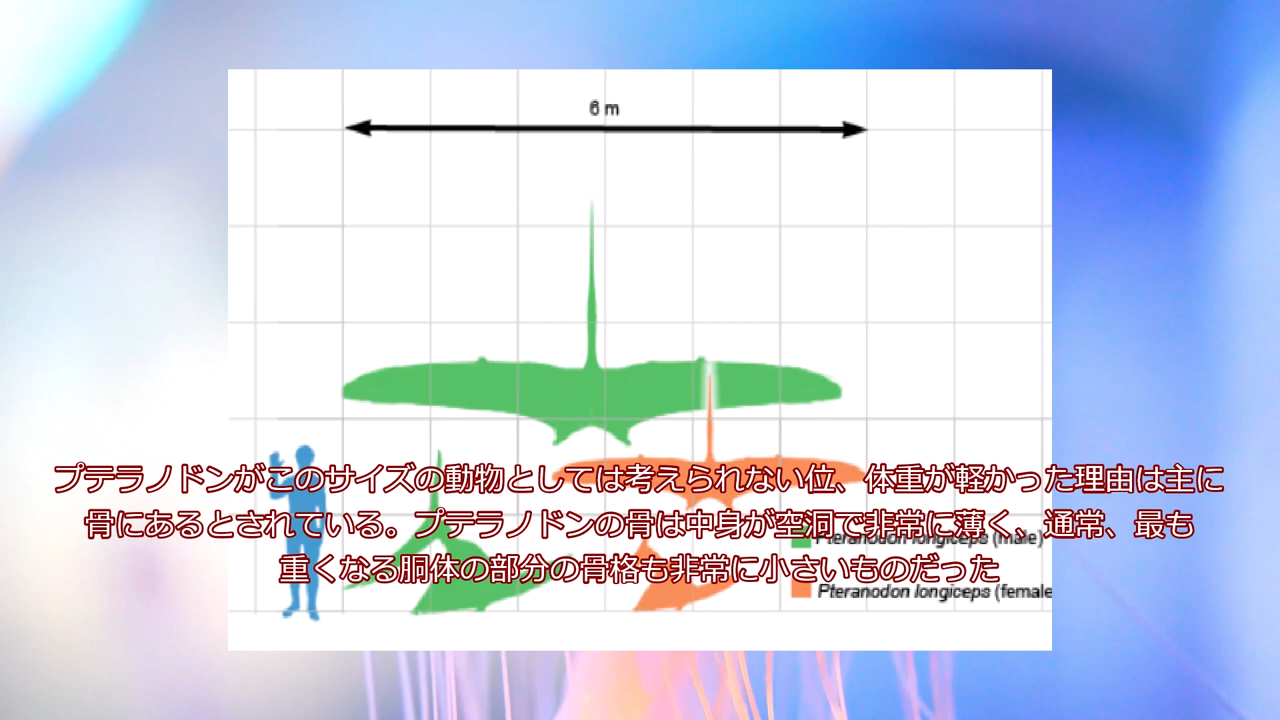 6 m
プテラノドンがこのサイズの動物としては考えられない位、体重が軽かった理由は主に
骨にあるとされている。プテラノドンの骨は中身が空洞で非常に薄く、通常、最も
重くなる胴体の部分の骨格も非常に小さいものだった
Pteranodon longiceps (male)
Pteranodon longiceps (female